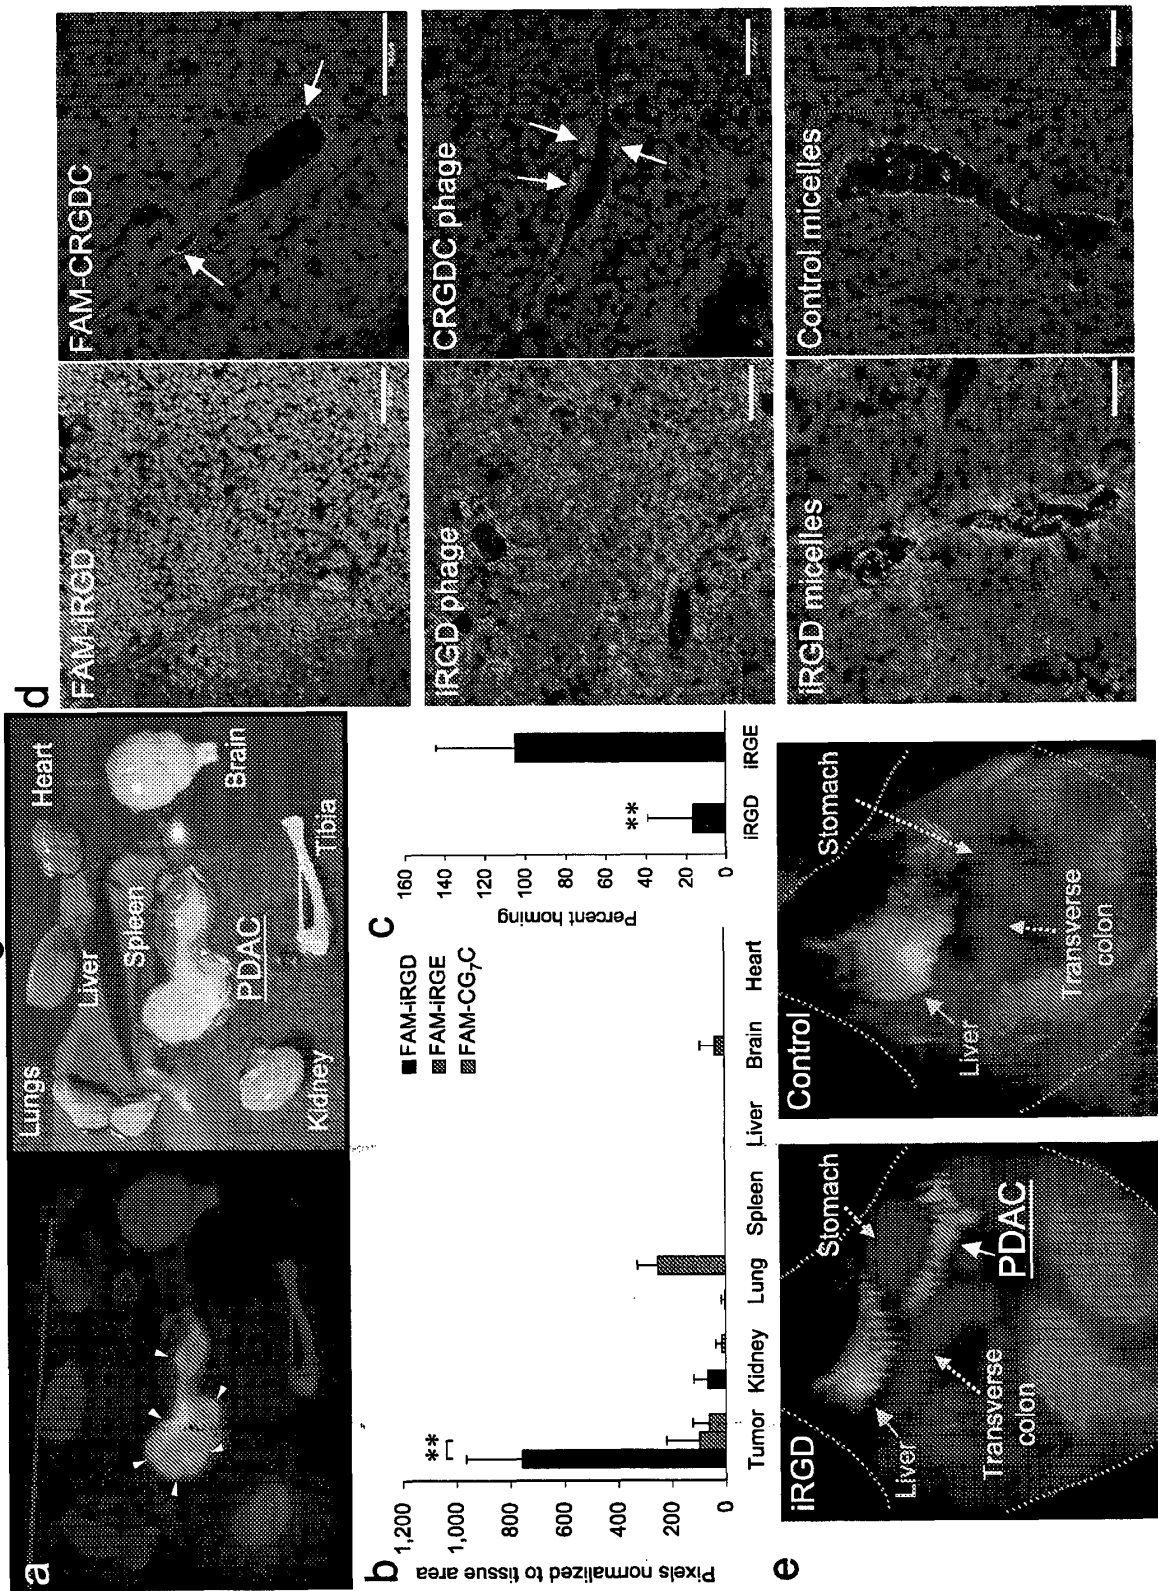 a
Lungs
Heart
Liver
Spleen
PDAC
Brain
Kidney
Tibia
b
Pixels normalized to tissue area
1,200
1,000
800
600
400
200
0
**
FAM-iRGD
FAM-iRGE
FAM-CG7C
Tumor Kidney Lung Spleen Liver Brain Heart
c
Percent homing
160
140
120
100
80
60
40
20
0
**
iRGD iRGE
d
FAM-iRGD
FAM-CRGDC
iRGD phage
CRGDC phage
iRGD micelles
Control micelles
e
iRGD
Stomach
Liver
PDAC
Transverse
colon
Control
Stomach
Liver
Transverse
colon